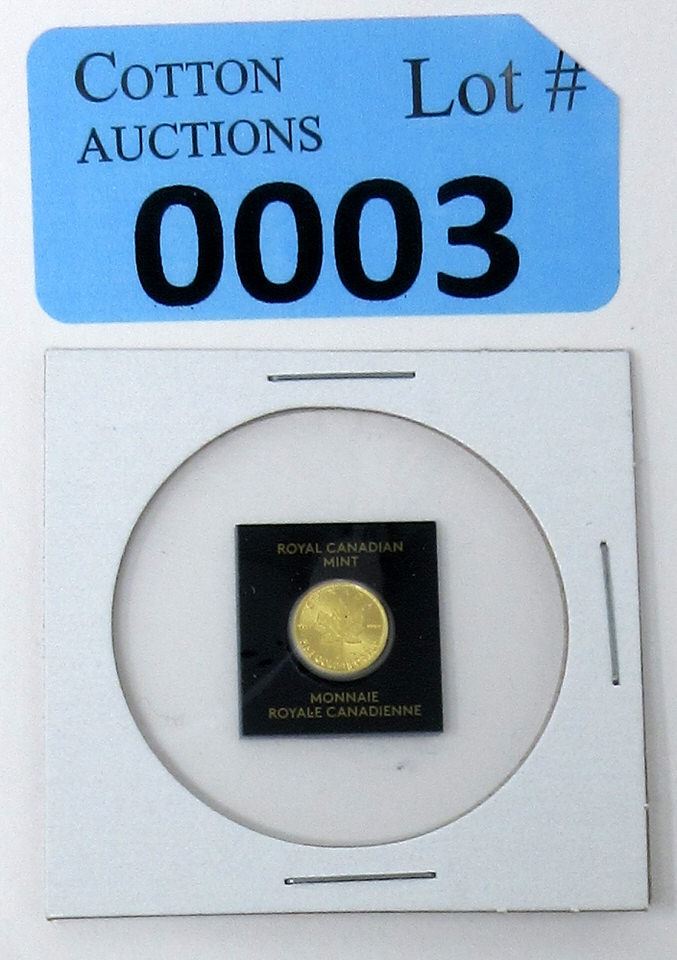 COTTON
AUCTIONS
Lot #
0003
ROYAL CANADIAN
MINT
MONNAIE
ROYALE CANADIENNE